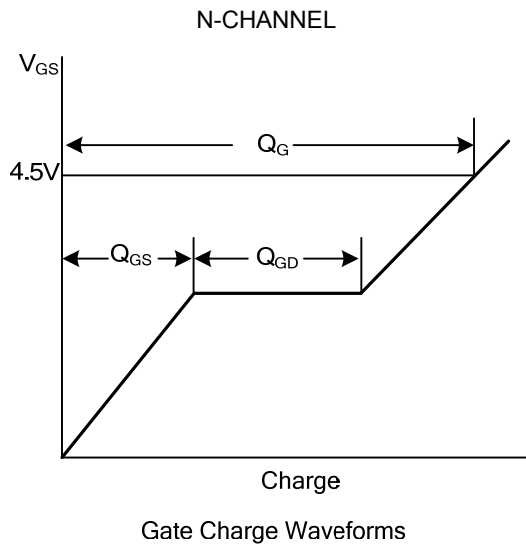 N-CHANNEL
VGS
QG
4.5V
QGS
QGD
Charge
Gate Charge Waveforms